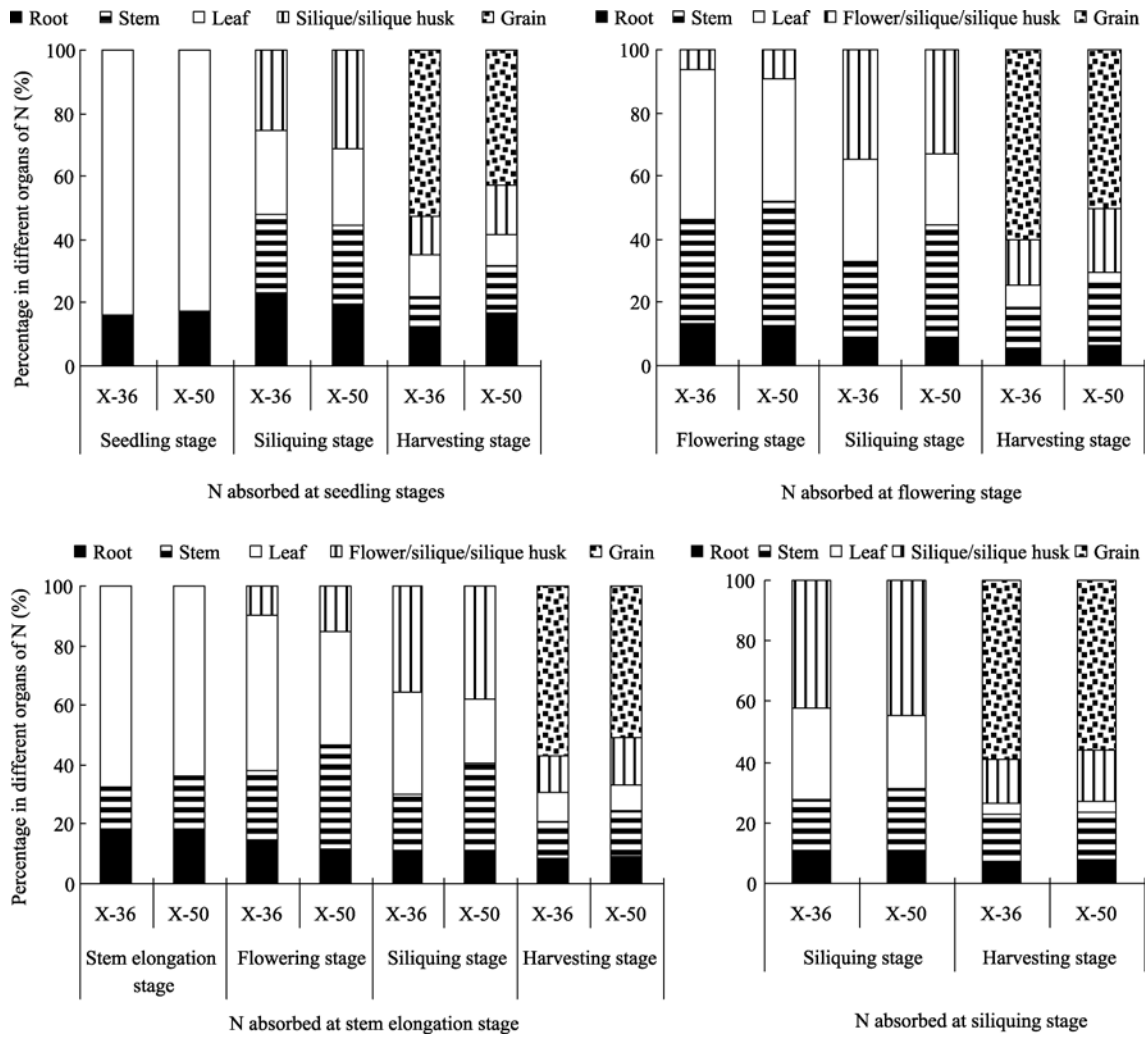 Root Stem Leaf Silique/silique husk Grain
Percentage in different organs of N (%)
100
80
60
40
20
0
X-36 X-50 X-36 X-50 X-36 X-50
Seedling stage Siliquing stage Harvesting stage
N absorbed at seedling stages
Root Stem Leaf Flower/silique/silique husk Grain
100
80
60
40
20
0
X-36 X-50 X-36 X-50 X-36 X-50
Flowering stage Siliquing stage Harvesting stage
N absorbed at flowering stage
Root Stem Leaf Flower/silique/silique husk Grain
Percentage in different organs of N (%)
100
80
60
40
20
0
X-36 X-50 X-36 X-50 X-36 X-50 X-36 X-50
Stem elongation stage Flowering stage Siliquing stage Harvesting stage
N absorbed at stem elongation stage
Root Stem Leaf Silique/silique husk Grain
100
80
60
40
20
0
X-36 X-50 X-36 X-50
Siliquing stage Harvesting stage
N absorbed at siliquing stage